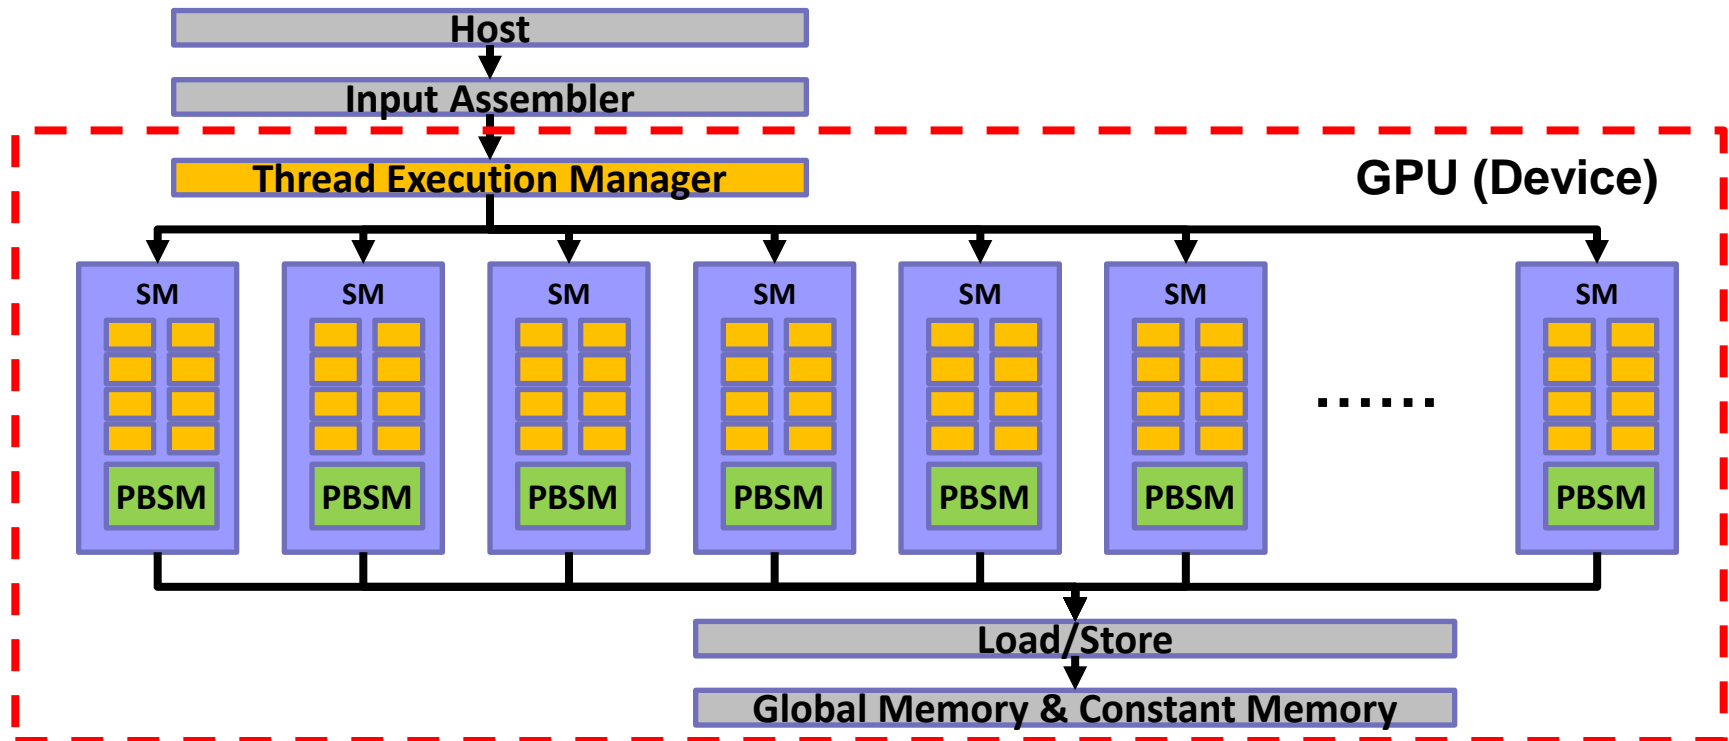 Host
Input Assembler
Thread Execution Manager
GPU (Device)
SM SM SM SM SM SM SM
......
PBSM PBSM PBSM PBSM PBSM PBSM PBSM
Load/Store
Global Memory & Constant Memory